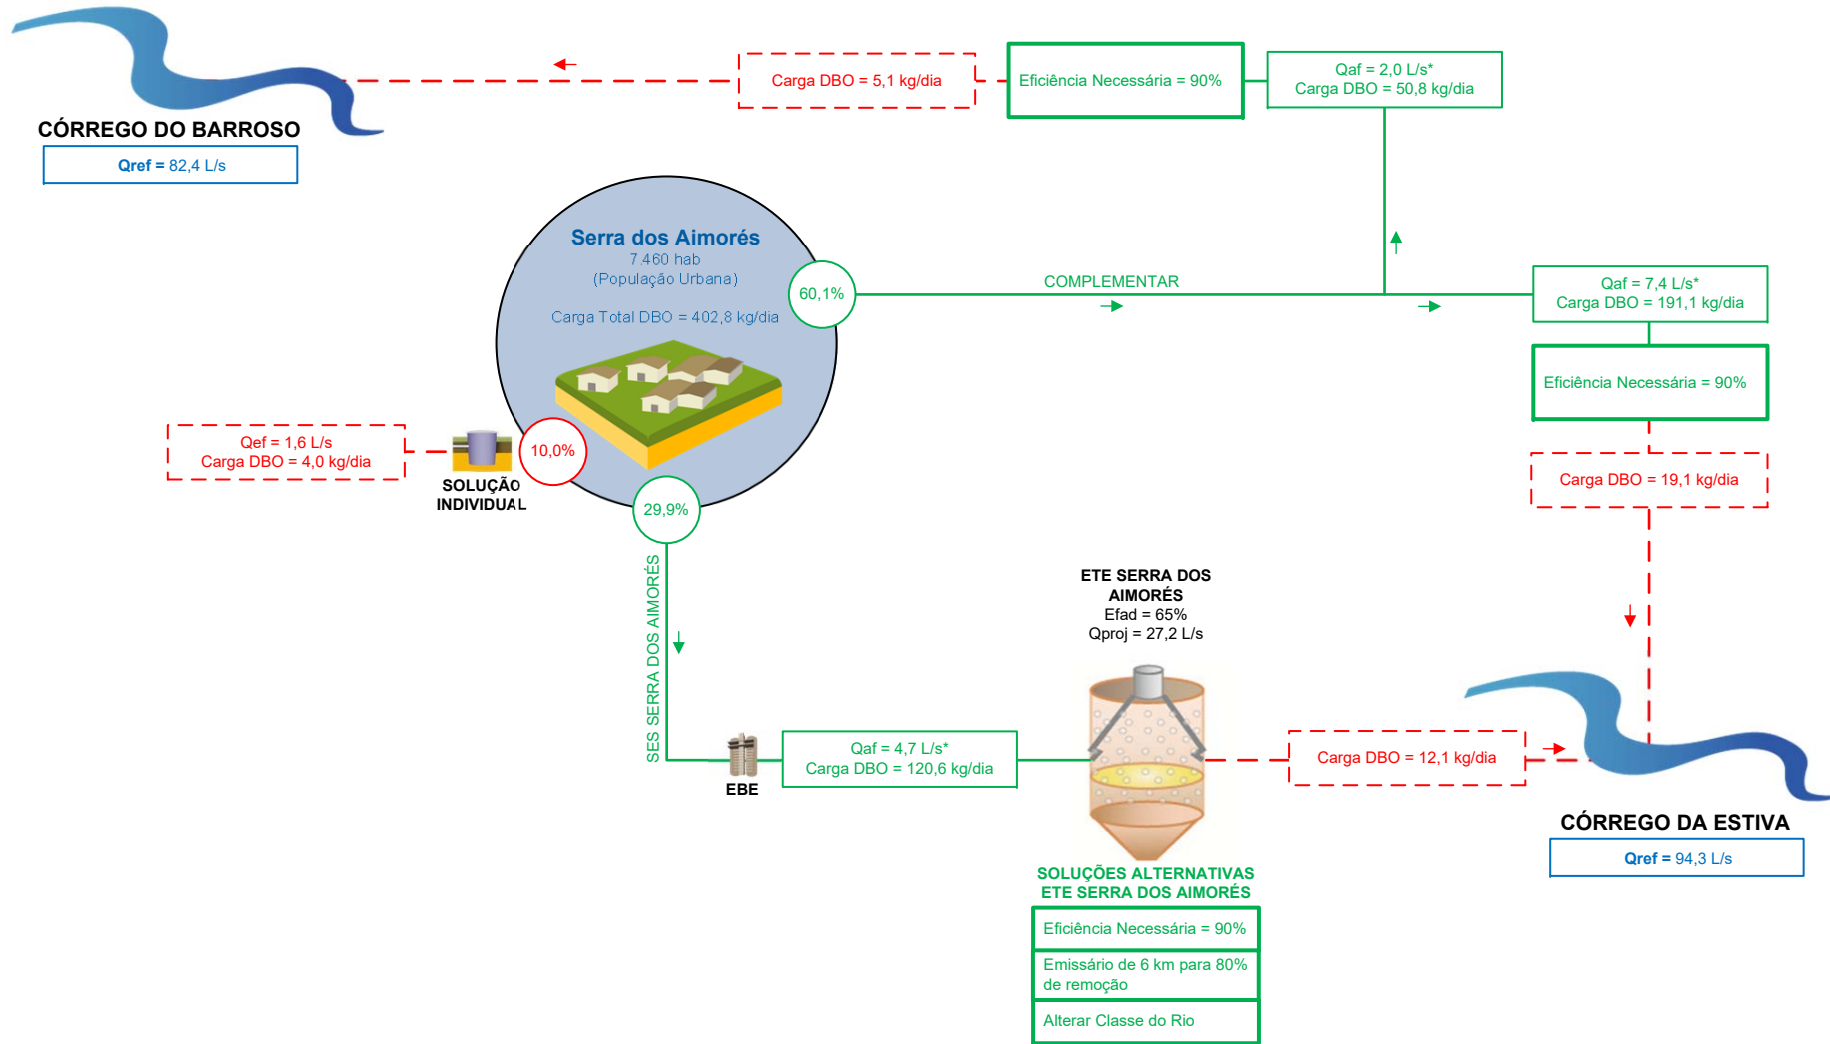 Carga DBO = 5,1 kg/dia
Eficiência Necessária = 90%
Qaf = 2,0 L/s*
Carga DBO = 50,8 kg/dia
CÓRREGO DO BARROSO
Qref = 82,4 L/s
Serra dos Aimorés
7.460 hab
(População Urbana)
Carga Total DBO = 402,8 kg/dia
60,1%
COMPLEMENTAR
Qaf = 7,4 L/s*
Carga DBO = 191,1 kg/dia
Eficiência Necessária = 90%
Carga DBO = 19,1 kg/dia
Qef = 1,6 L/s
Carga DBO = 4,0 kg/dia
SOLUÇÃO
INDIVIDUAL
10,0%
29,9%
SES SERRA DOS AIMORÉS
EBE
Qaf = 4,7 L/s*
Carga DBO = 120,6 kg/dia
ETE SERRA DOS
AIMORÉS
Efad = 65%
Qproj = 27,2 L/s
Carga DBO = 12,1 kg/dia
CÓRREGO DA ESTIVA
Qref = 94,3 L/s
SOLUÇÕES ALTERNATIVAS
ETE SERRA DOS AIMORÉS
Eficiência Necessária = 90%
Emissário de 6 km para 80%
de remoção
Alterar Classe do Rio